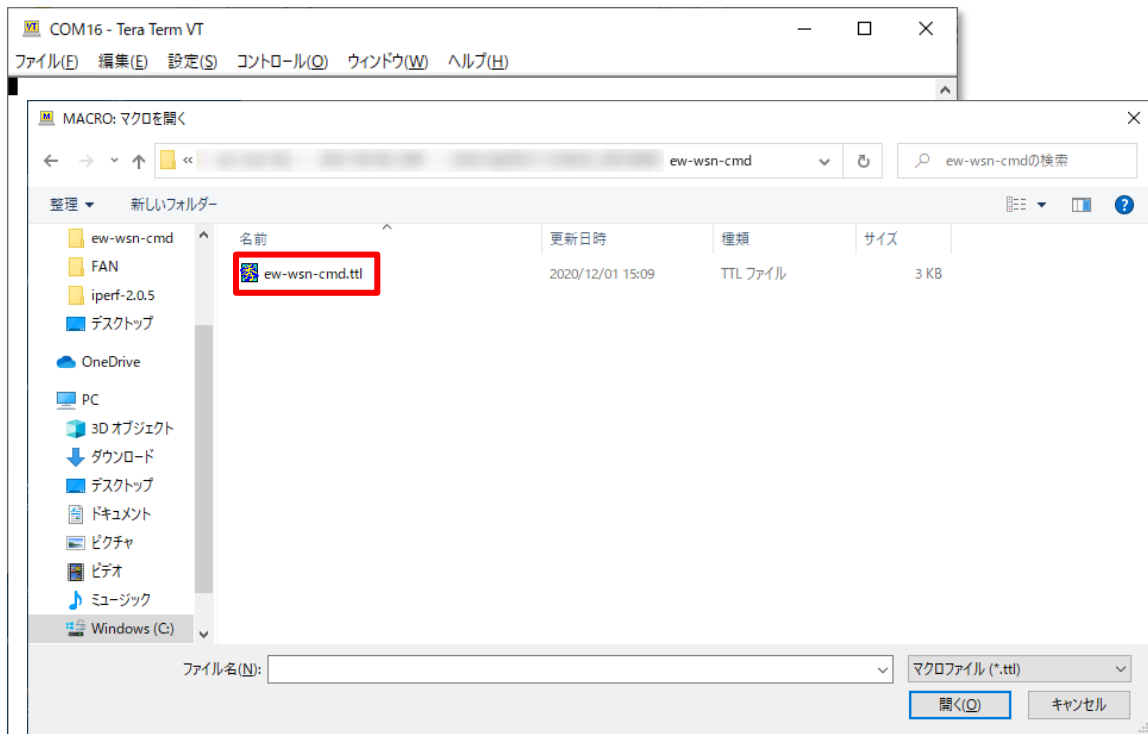 COM16 - Tera Term VT
ファイル(F) 編集(E) 設定(S) コントロール(O) ウィンドウ(W) ヘルプ(H)
MACRO: マクロを開く
« ew-wsn-cmd ew-wsn-cmdの検索
整理 新しいフォルダー
ew-wsn-cmd
FAN
iperf-2.0.5
デスクトップ
OneDrive
PC
3D オブジェクト
ダウンロード
デスクトップ
ドキュメント
ピクチャ
ビデオ
ミュージック
Windows (C:)
名前 更新日時 種類 サイズ
ew-wsn-cmd.ttl 2020/12/01 15:09 TTL ファイル 3 KB
ファイル名(N): マクロファイル (*.ttl)
開く(O) キャンセル